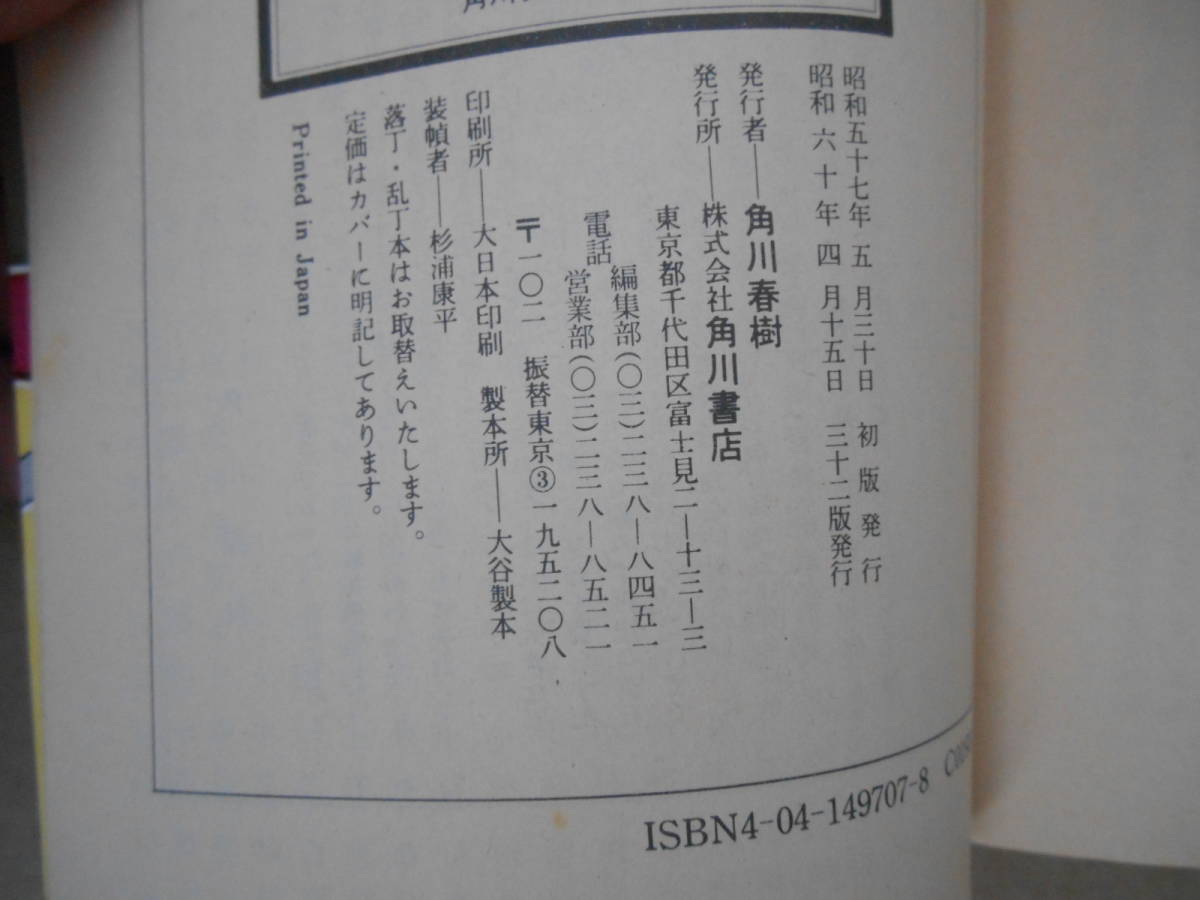 昭和五十七年五月三十日初版発行
昭和六十年四月十五日三十二版発行
発行者――角川春樹
発行所――株式会社角川書店
東京都千代田区富士見二―十三―三
編集部(〇三)二三八―八四五一
電話
営業部(〇三)二三八―八五二一
〒一〇二 振替東京③一九五二〇八
印刷所――大日本印刷 製本所――大谷製本
装幀者――杉浦康平
落丁・乱丁本はお取替えいたします。
定価はカバーに明記してあります。
Printed in Japan
ISBN4-04-149707-8